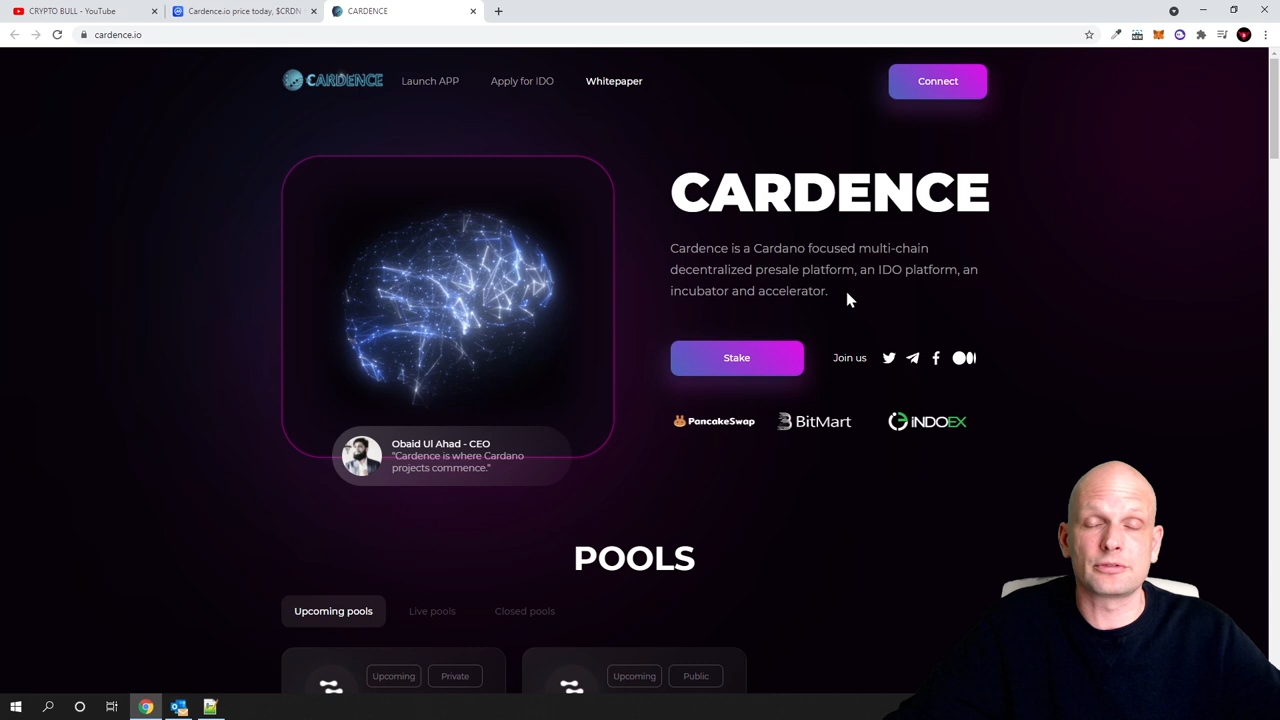 CRYPTO BULL - YouTube
Cardence.io price today, $CRDN
CARDENCE
cardence.io
CARDENCE
Launch APP
Apply for IDO
Whitepaper
Connect
CARDENCE
Cardence is a Cardano focused multi-chain
decentralized presale platform, an IDO platform, an
incubator and accelerator.
Stake
Join us
PancakeSwap
BitMart
iNDOEX
Obaid Ul Ahad - CEO
"Cardence is where Cardano
projects commence."
POOLS
Upcoming pools
Live pools
Closed pools
Upcoming
Private
Upcoming
Public